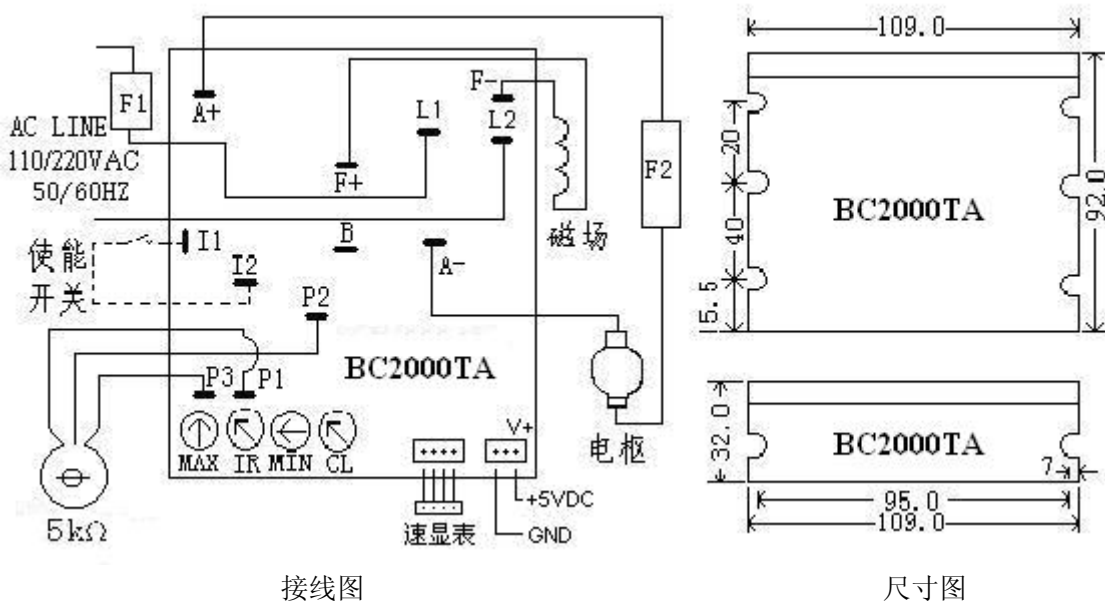 A+
F1
AC LINE
110/220VAC
50/60HZ
L1
F-
L2
F+
F2
磁场
使能
开关
I1
I2
B
A-
P2
BC2000TA
P3
P1
MAX
IR
MIN
CL
V+
电枢
5kΩ
速显表
+5VDC
GND
接线图
109.0
20
40
15.5
92.0
BC2000TA
32.0
BC2000TA
7
95.0
109.0
尺寸图